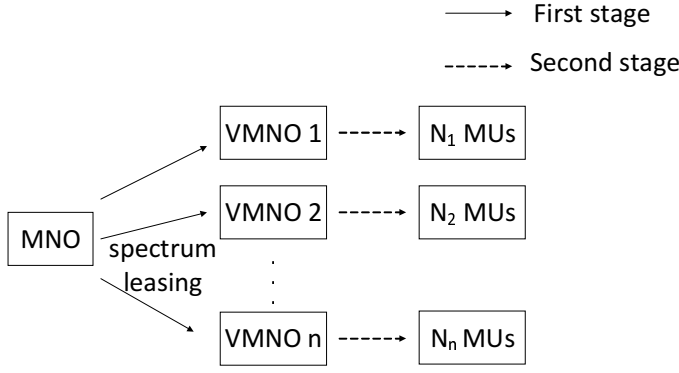 First stage
Second stage
VMNO 1
N₁ MUs
VMNO 2
N₂ MUs
MNO
spectrum
leasing
VMNO n
Nₙ MUs